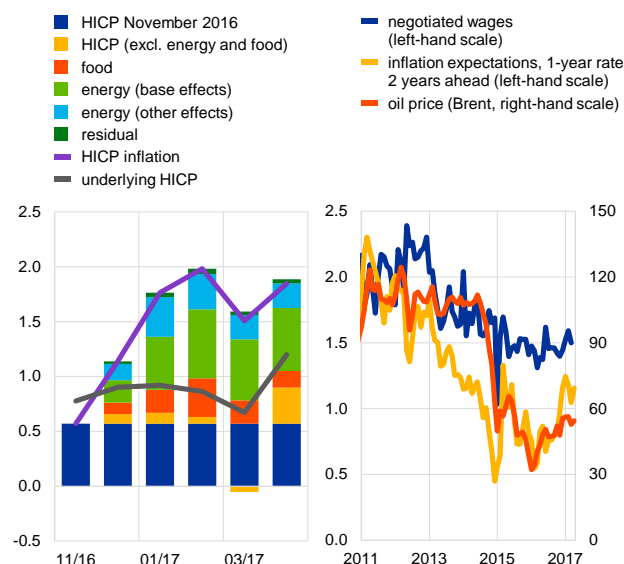 HICP November 2016
HICP (excl. energy and food)
food
energy (base effects)
energy (other effects)
residual
HICP inflation
underlying HICP
negotiated wages
(left-hand scale)
inflation expectations, 1-year rate
2 years ahead (left-hand scale)
oil price (Brent, right-hand scale)
2.5
2.0
1.5
1.0
0.5
0.0
-0.5
11/16 01/17 03/17
2.5
2.0
1.5
1.0
0.5
0.0
150
120
90
60
30
0
2011 2013 2015 2017